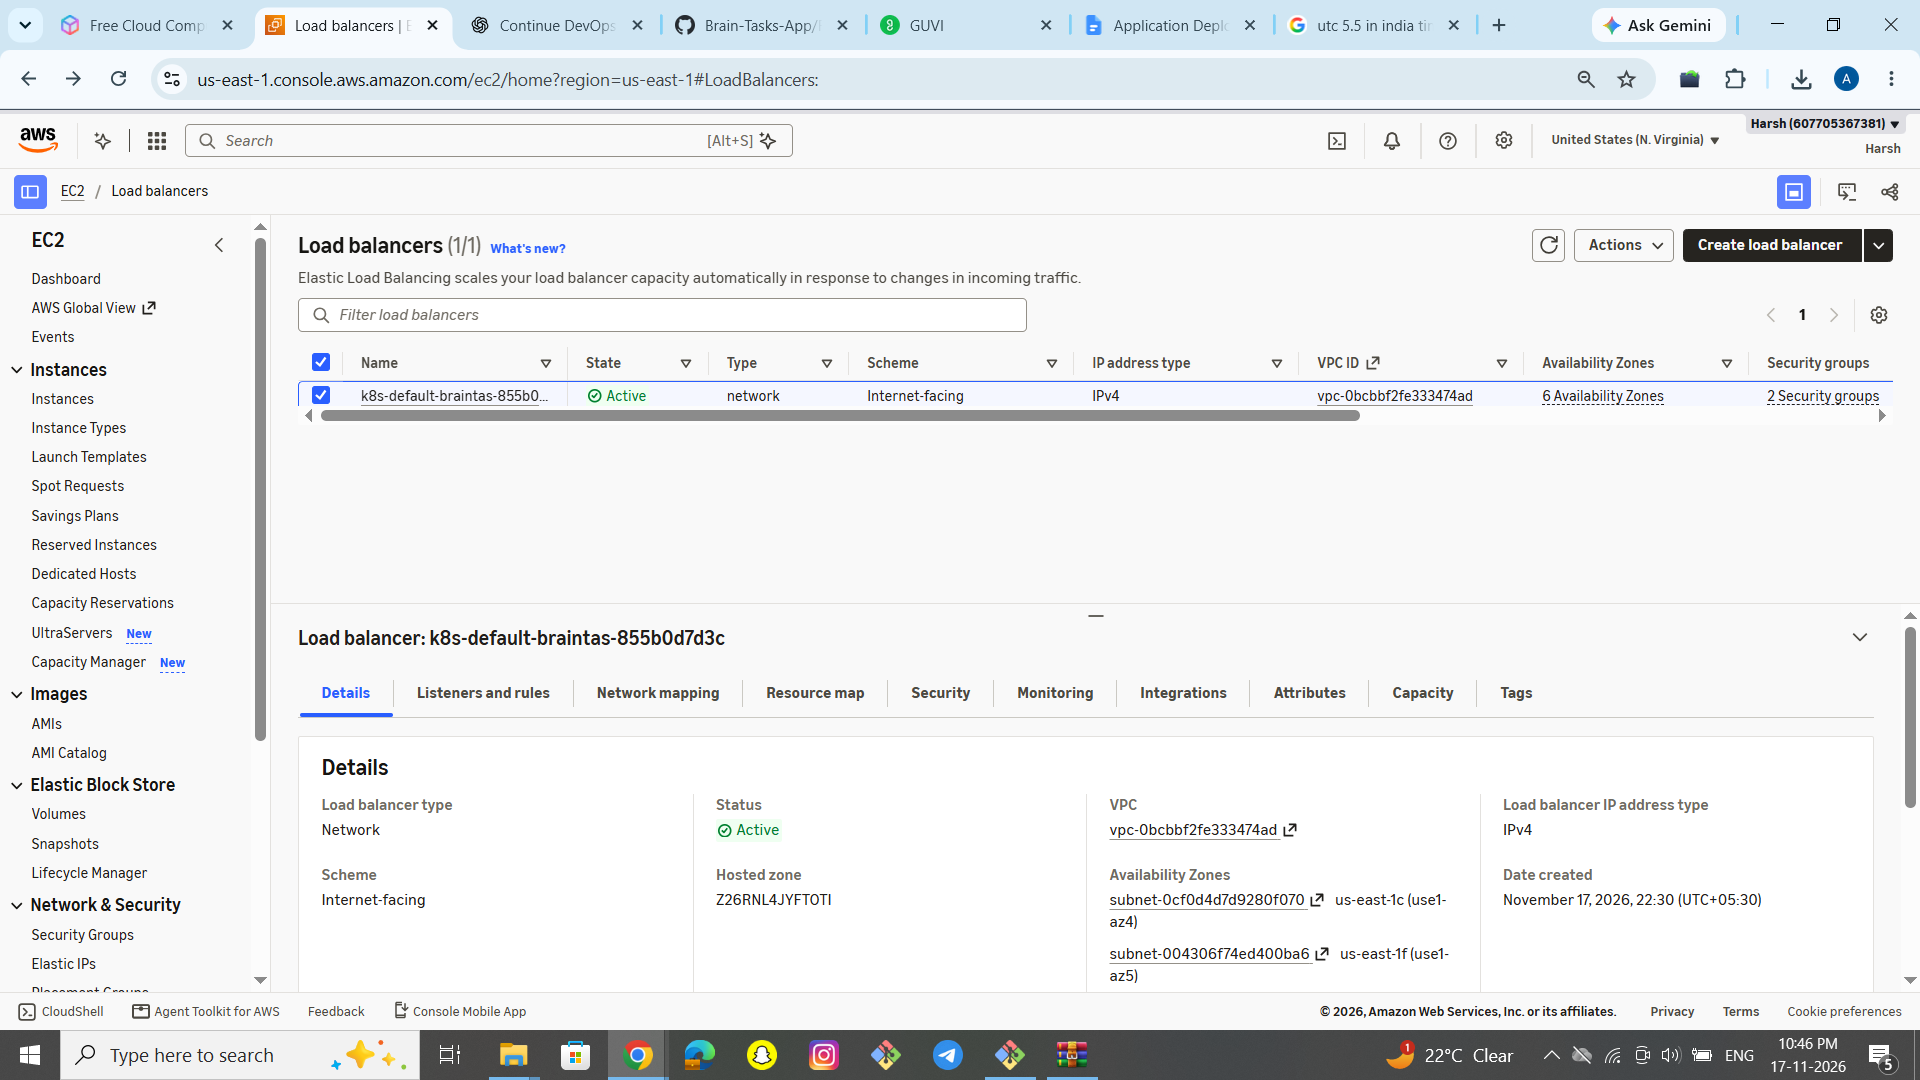 Free Cloud Comp
Load balancers | E
Continue DevOps
Brain-Tasks-App/
GUVI
Application Depl
utc 5.5 in india ti
Ask Gemini
us-east-1.console.aws.amazon.com/ec2/home?region=us-east-1#LoadBalancers:
A
aws
Search
[Alt+S]
United States (N. Virginia)
Harsh (607705367381)
Harsh
EC2 / Load balancers
EC2
Dashboard
AWS Global View
Events
Instances
Instances
Instance Types
Launch Templates
Spot Requests
Savings Plans
Reserved Instances
Dedicated Hosts
Capacity Reservations
UltraServers New
Capacity Manager New
Images
AMIs
AMI Catalog
Elastic Block Store
Volumes
Snapshots
Lifecycle Manager
Network & Security
Security Groups
Elastic IPs
Placement Groups
Load balancers (1/1) What's new?
Actions
Create load balancer
Elastic Load Balancing scales your load balancer capacity automatically in response to changes in incoming traffic.
Filter load balancers
1
Name State Type Scheme IP address type VPC ID Availability Zones Security groups
k8s-default-braintas-855b0... Active network Internet-facing IPv4 vpc-0bcbbf2fe333474ad 6 Availability Zones 2 Security groups
Load balancer: k8s-default-braintas-855b0d7d3c
Details Listeners and rules Network mapping Resource map Security Monitoring Integrations Attributes Capacity Tags
Details
Load balancer type
Network
Scheme
Internet-facing
Status
Active
Hosted zone
Z26RNL4JYFTOTI
VPC
vpc-0bcbbf2fe333474ad
Availability Zones
subnet-0cf0d4d7d9280f070 us-east-1c (use1-
az4)
subnet-004306f74ed400ba6 us-east-1f (use1-
az5)
Load balancer IP address type
IPv4
Date created
November 17, 2026, 22:30 (UTC+05:30)
CloudShell
Agent Toolkit for AWS
Feedback
Console Mobile App
© 2026, Amazon Web Services, Inc. or its affiliates.
Privacy
Terms
Cookie preferences
Type here to search
1
22°C Clear
ENG
10:46 PM
17-11-2026
5